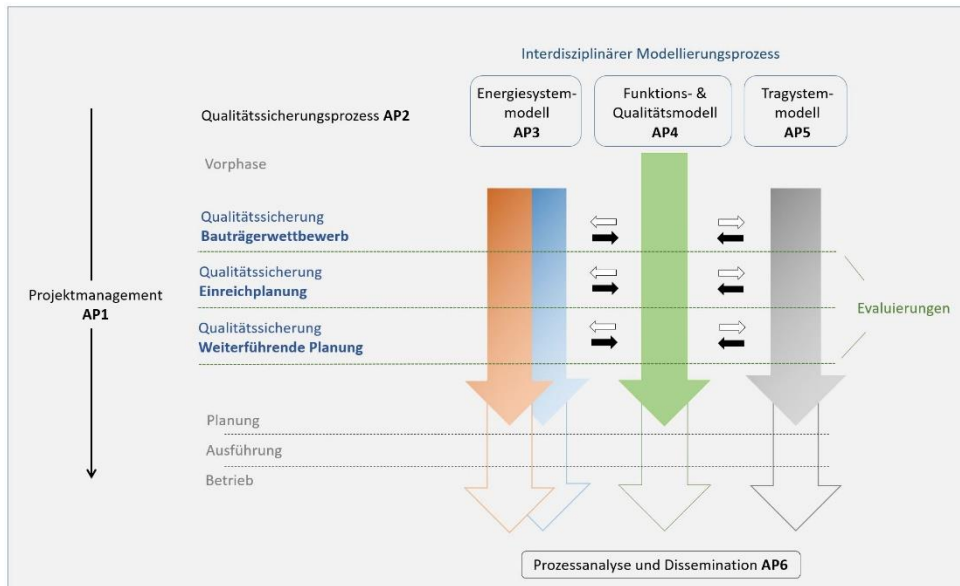 Interdisziplinärer Modellierungsprozess
Energiesystem-
modell
AP3
Funktions- &
Qualitätsmodell
AP4
Tragystem-
modell
AP5
Qualitätssicherungsprozess AP2
Vorphase
Qualitätssicherung
Bauträgerwettbewerb
Qualitätssicherung
Einreichplanung
Qualitätssicherung
Weiterführende Planung
Projektmanagement
AP1
Evaluierungen
Planung
Ausführung
Betrieb
Prozessanalyse und Dissemination AP6